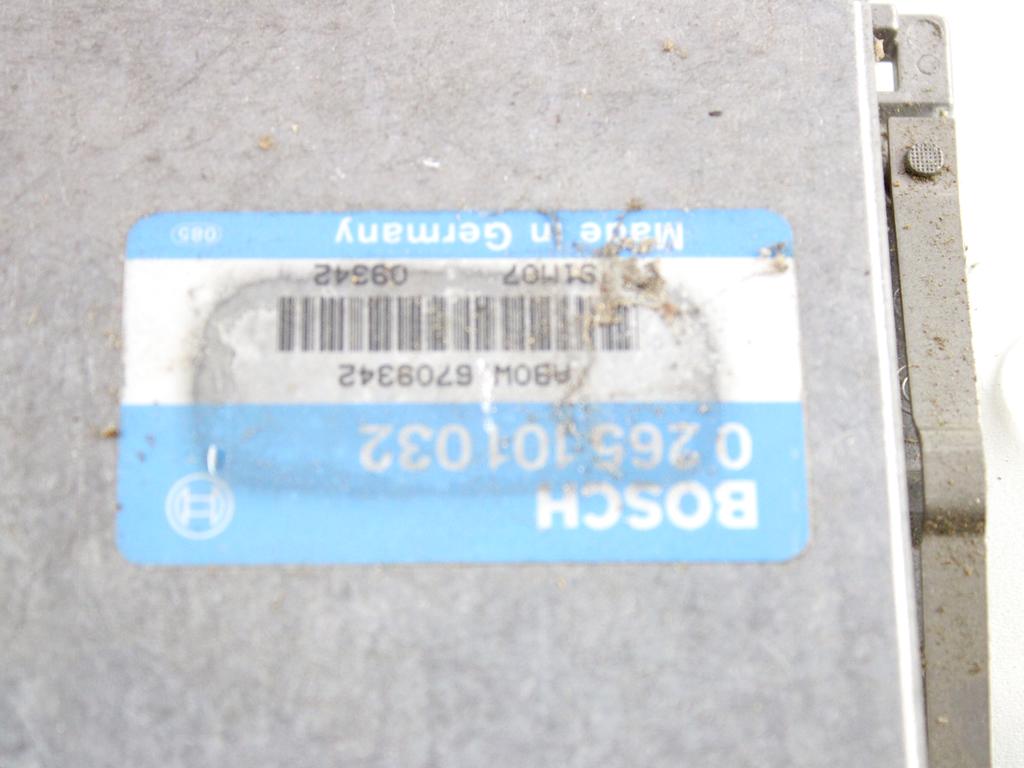 BOSCH
0 265 101 032
A90W 6709342
91M07 09342
Made in Germany 085